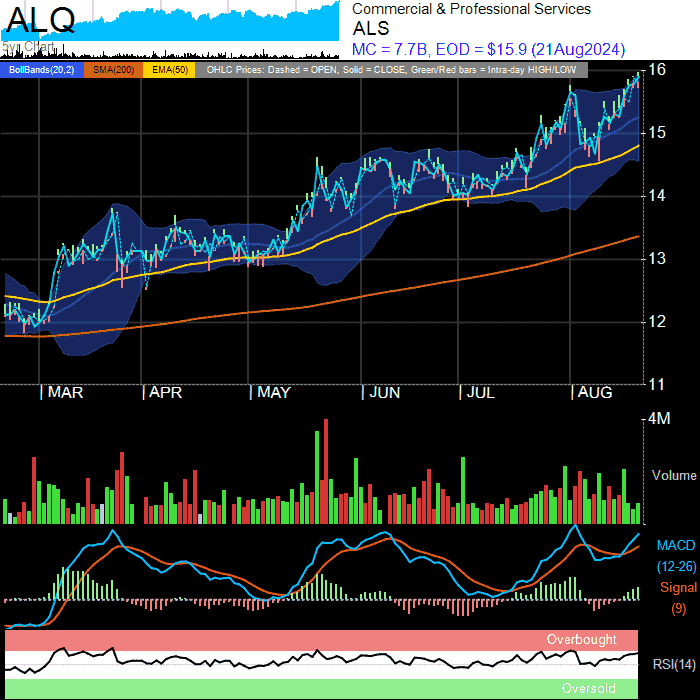 ALQ
5yr Chart
Commercial & Professional Services
ALS
MC = 7.7B, EOD = $15.9 (21Aug2024)
BollBands(20,2) SMA(200) EMA(50) OHLC Prices: Dashed = OPEN, Solid = CLOSE, Green/Red bars = Intra-day HIGH/LOW
16
15
14
13
12
11
MAR APR MAY JUN JUL AUG
4M
Volume
MACD
(12-26)
Signal
(9)
Overbought
RSI(14)
Oversold